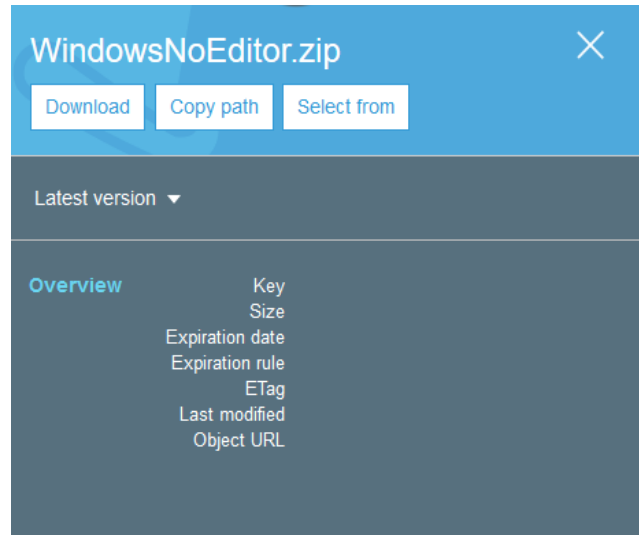 WindowsNoEditor.zip
Download Copy path Select from
Latest version
Overview Key
Size
Expiration date
Expiration rule
ETag
Last modified
Object URL